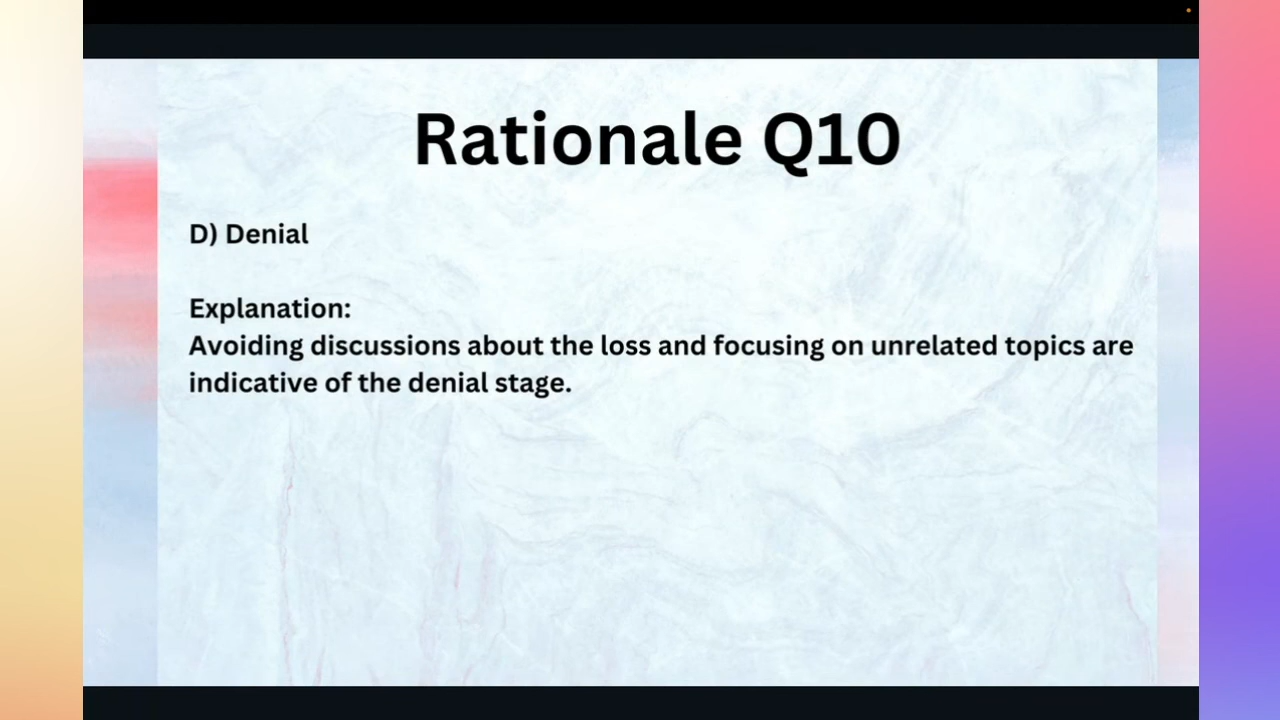 Rationale Q10
D) Denial
Explanation:
Avoiding discussions about the loss and focusing on unrelated topics are
indicative of the denial stage.